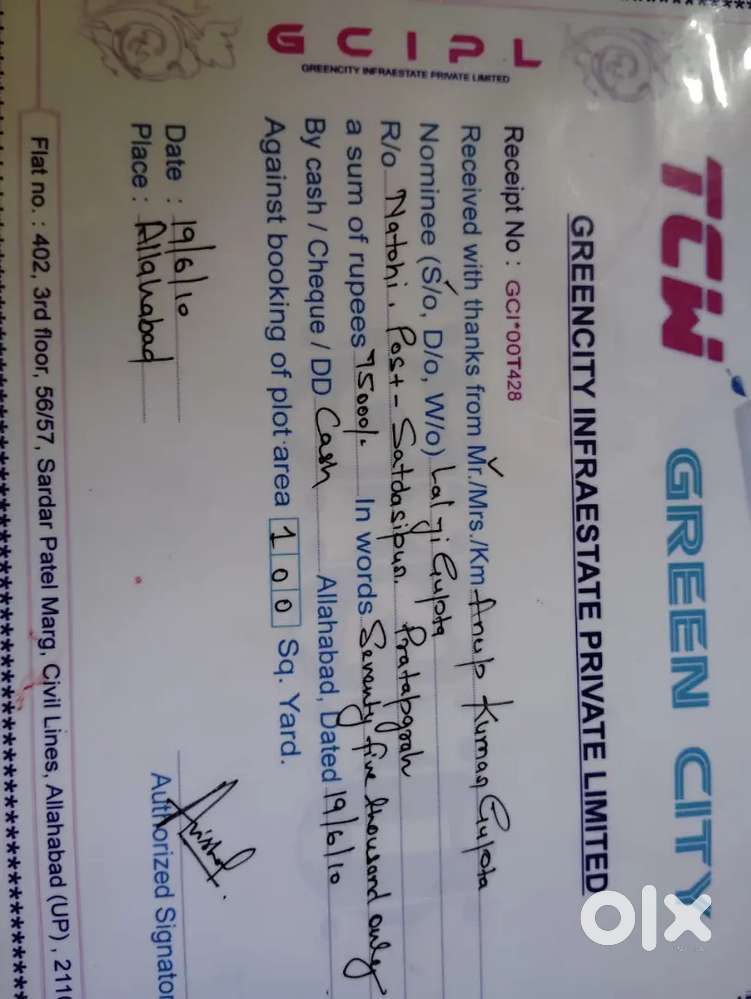 TCW GREEN CITY
GREENCITY INFRAESTATE PRIVATE LIMITED
GCIPL
GREENCITY INFRAESTATE PRIVATE LIMITED
Receipt No : GCI*00T428
Received with thanks from Mr./Mrs./Km Anup Kumar Gupta
Nominee (S/o, D/o, W/o) Lal ji Gupta
R/o Natohi, Post - Satdasipur. Pratapgrah
a sum of rupees 75000/- In words Seventy five thousand only
By cash / Cheque / DD Cash Allahabad, Dated 19/6/10
Against booking of plot area 100 Sq. Yard.
Date : 19/6/10
Place : Allahabad
Authorized Signator
Flat no. : 402, 3rd floor, 56/57, Sardar Patel Marg, Civil Lines, Allahabad (UP), 211
olx